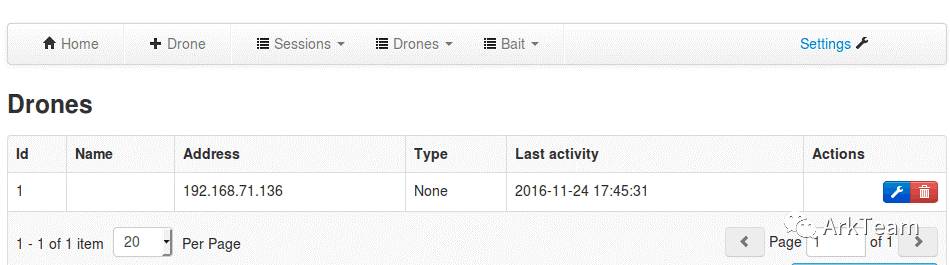 Home Drone Sessions Drones Bait Settings
Drones
Id Name Address Type Last activity Actions
1 192.168.71.136 None 2016-11-24 17:45:31
1 - 1 of 1 item 20 Per Page Page 1 of 1
ArkTeam